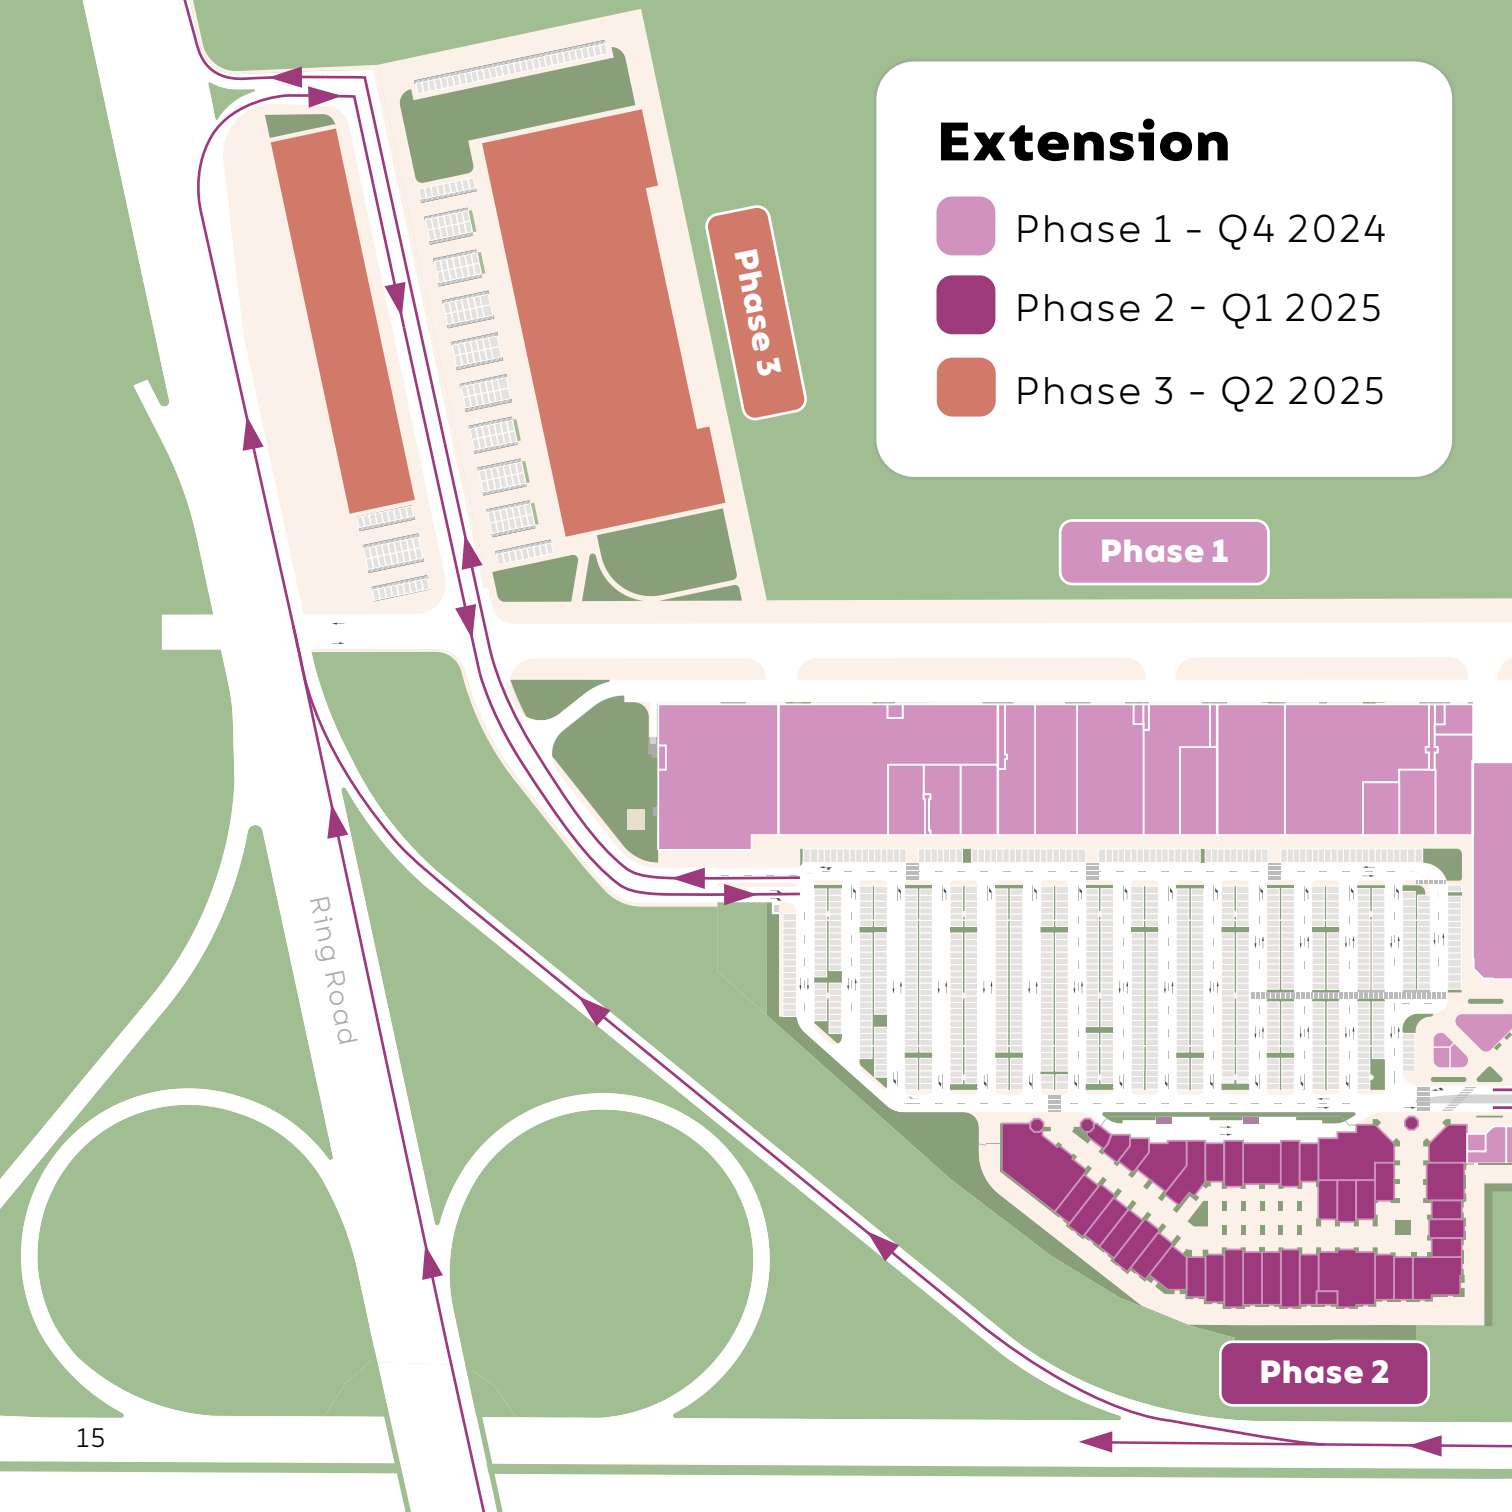 Extension
Phase 1 - Q4 2024
Phase 2 - Q1 2025
Phase 3 - Q2 2025
Phase 3
Phase 1
Ring Road
Phase 2
15